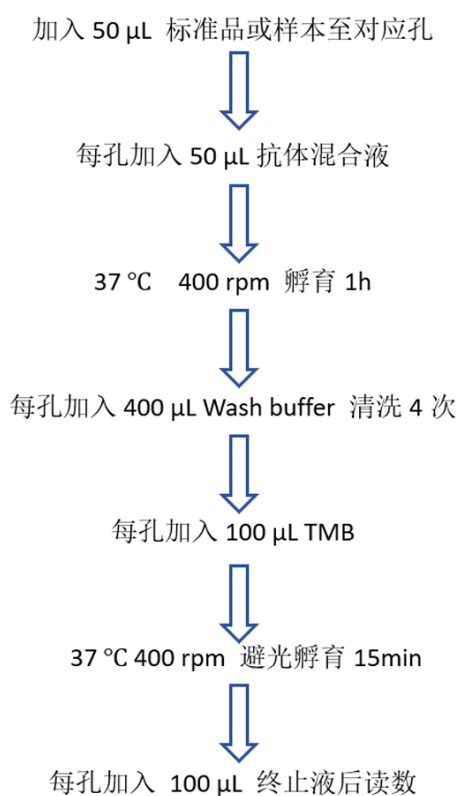 加入 50 μL 标准品或样本至对应孔
每孔加入 50 μL 抗体混合液
37 ℃ 400 rpm 孵育 1h
每孔加入 400 μL Wash buffer 清洗 4 次
每孔加入 100 μL TMB
37 ℃ 400 rpm 避光孵育 15min
每孔加入 100 μL 终止液后读数